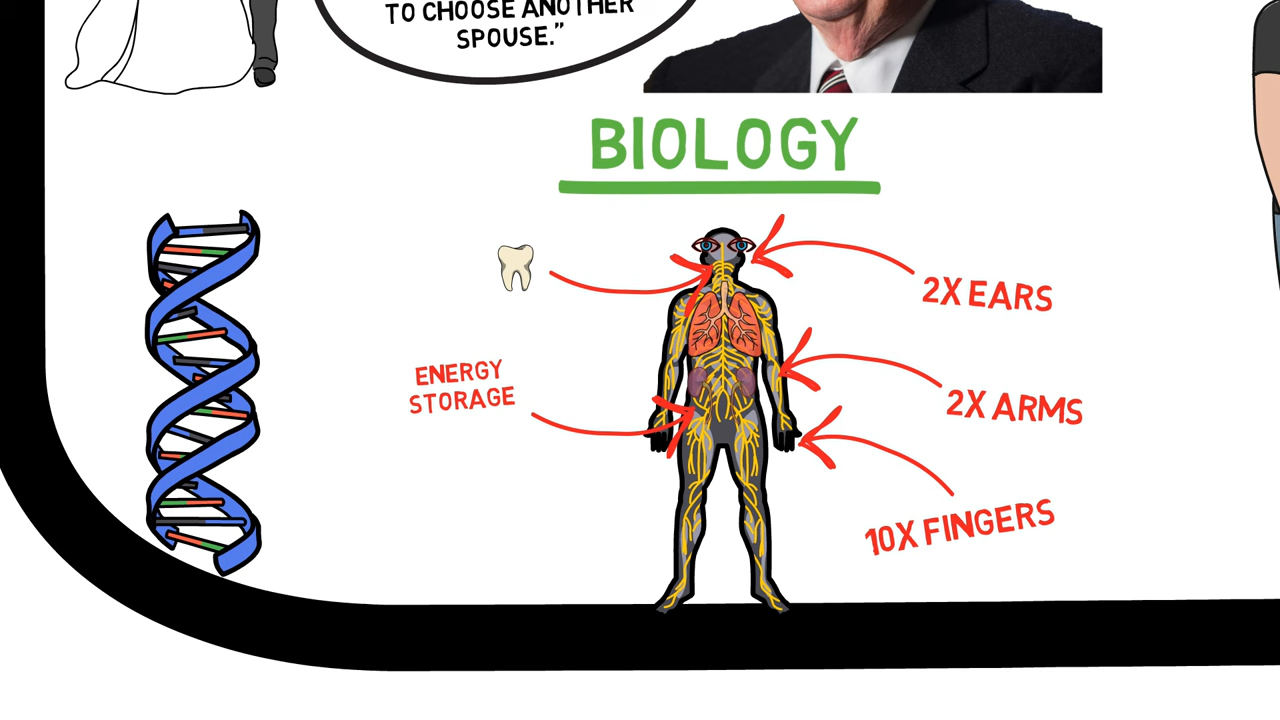 TO CHOOSE ANOTHER
SPOUSE.”
BIOLOGY
2X EARS
ENERGY
STORAGE
2X ARMS
10X FINGERS